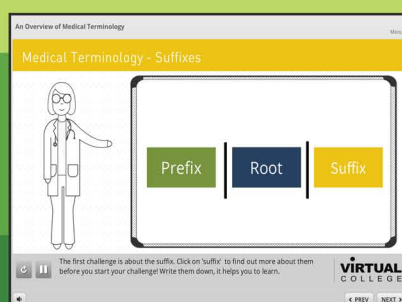 An Overview of Medical Terminology
Menu
Medical Terminology - Suffixes
Prefix
Root
Suffix
The first challenge is about the suffix. Click on 'suffix' to find out more about them
before you start your challenge! Write them down, it helps you to learn.
VIRTUAL
COLLEGE
< PREV
NEXT >